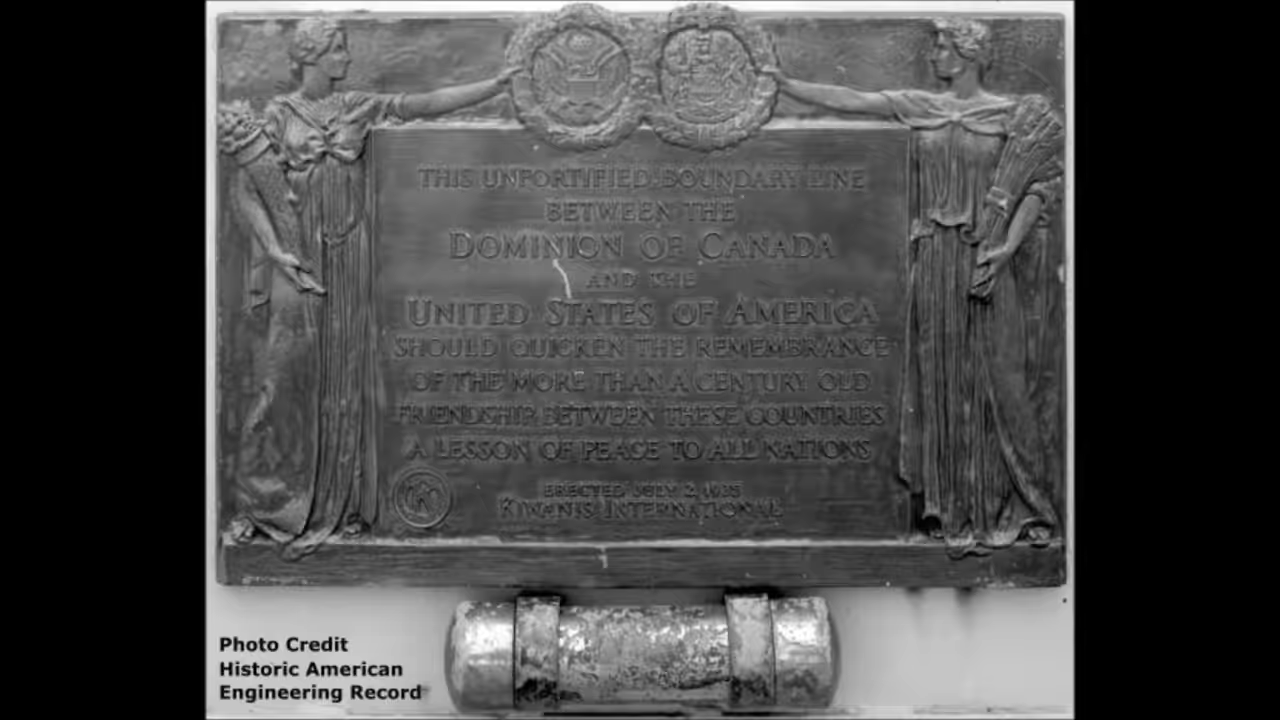 THIS UNFORTIFIED BOUNDARY LINE
BETWEEN THE
DOMINION OF CANADA
AND THE
UNITED STATES OF AMERICA
SHOULD QUICKEN THE REMEMBRANCE
OF THE MORE THAN A CENTURY OLD
FRIENDSHIP BETWEEN THESE COUNTRIES
A LESSON OF PEACE TO ALL NATIONS
ERECTED JULY 2, 1935
KIWANIS INTERNATIONAL
Photo Credit
Historic American
Engineering Record